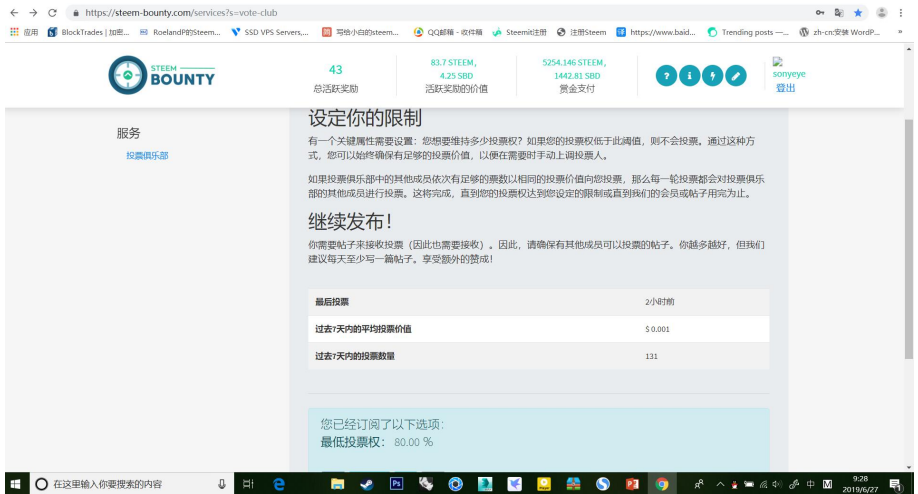 https://steem-bounty.com/services?s=vote-club
应用 BlockTrades | 加密... RoelandP的Steem... SSD VPS Servers,... 写给小白的steem... QQ邮箱 - 收件箱 Steemit注册 注册Steem https://www.baid... Trending posts —... zh-cn:安装 WordP... »
STEEM
BOUNTY
43
总活跃奖励
83.7 STEEM,
4.25 SBD
活跃奖励的价值
5254.146 STEEM,
1442.81 SBD
赏金支付
sonyeye
登出
服务
投票俱乐部
设定你的限制
有一个关键属性需要设置：您想要维持多少投票权？如果您的投票权低于此阈值，则不会投票。通过这种方
式，您可以始终确保有足够的投票价值，以便在需要时手动上调投票人。
如果投票俱乐部中的其他成员依次有足够的票数以相同的投票价值向您投票，那么每一轮投票都会对投票俱乐
部的其他成员进行投票。这将完成，直到您的投票权达到您设定的限制或直到我们的会员或帖子用完为止。
继续发布！
你需要帖子来接收投票（因此也需要接收）。因此，请确保有其他成员可以投票的帖子。你越多越好，但我们
建议每天至少写一篇帖子。享受额外的赞成！
最后投票 2小时前
过去7天内的平均投票价值 $ 0.001
过去7天内的投票数量 131
您已经订阅了以下选项:
最低投票权： 80.00 %
在这里输入你要搜索的内容
中
9:28
2019/6/27